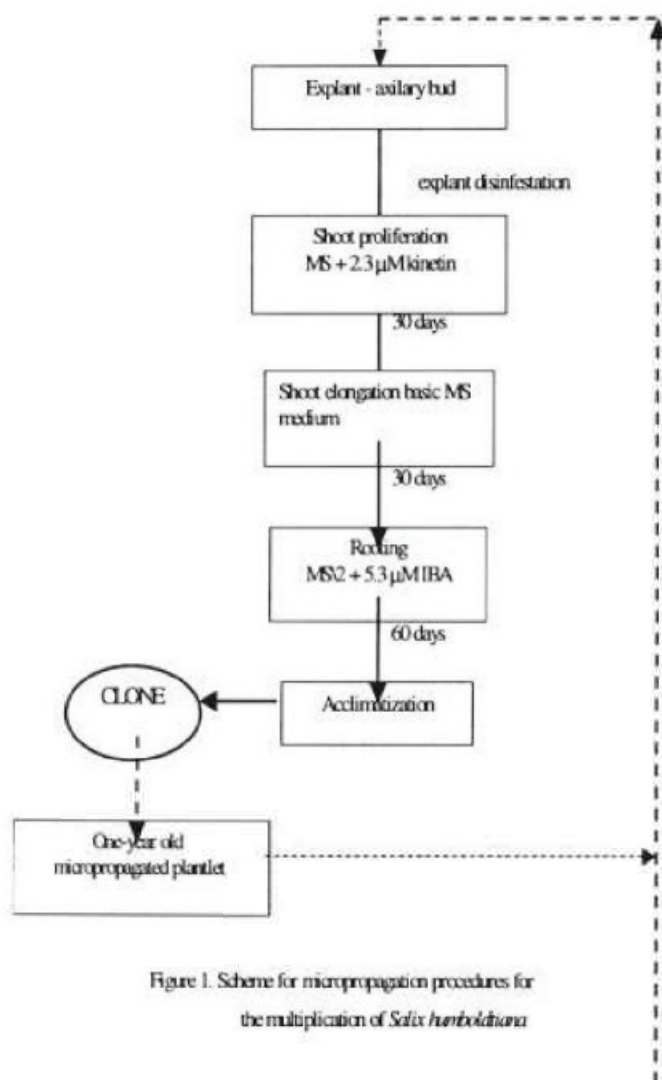 Explant - axilary bud
explant disinfestation
Shoot proliferation
MS + 2.3 µM kinetin
30 days
Shoot elongation basic MS
medium
30 days
Rooting
MS\2 + 5.3 µM IBA
60 days
Acclimatization
CLONE
One-year old
micropropagated plantlet
Figure 1. Scheme for micropropagation procedures for
the multiplication of Salix humboldtiana